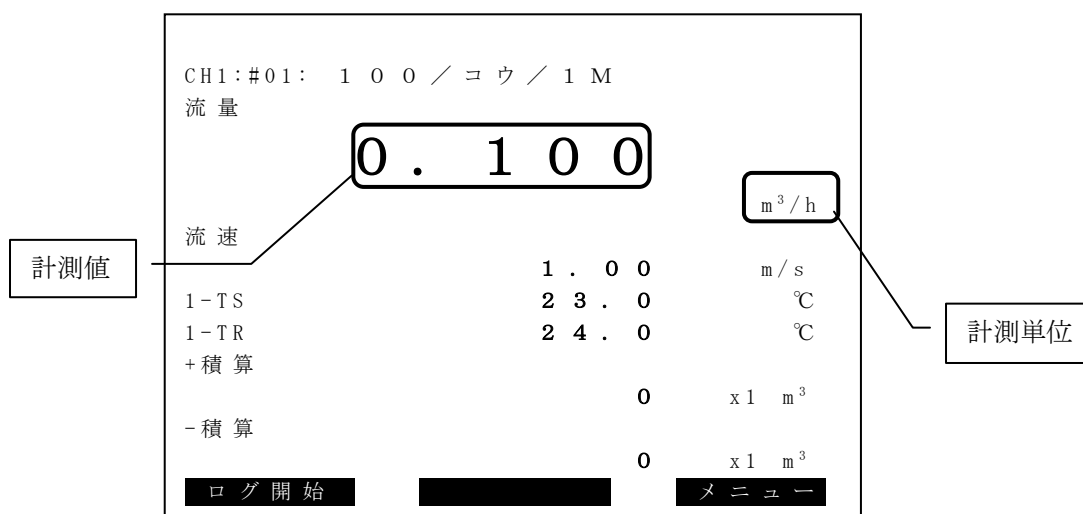 CH1:#01: 100/コウ/1M
流量
0.100
m³/h
計測値
流速
1.00 m/s
1-TS 23.0 ℃
1-TR 24.0 ℃
計測単位
+積算
0 x1 m³
-積算
0 x1 m³
ログ開始 メニュー